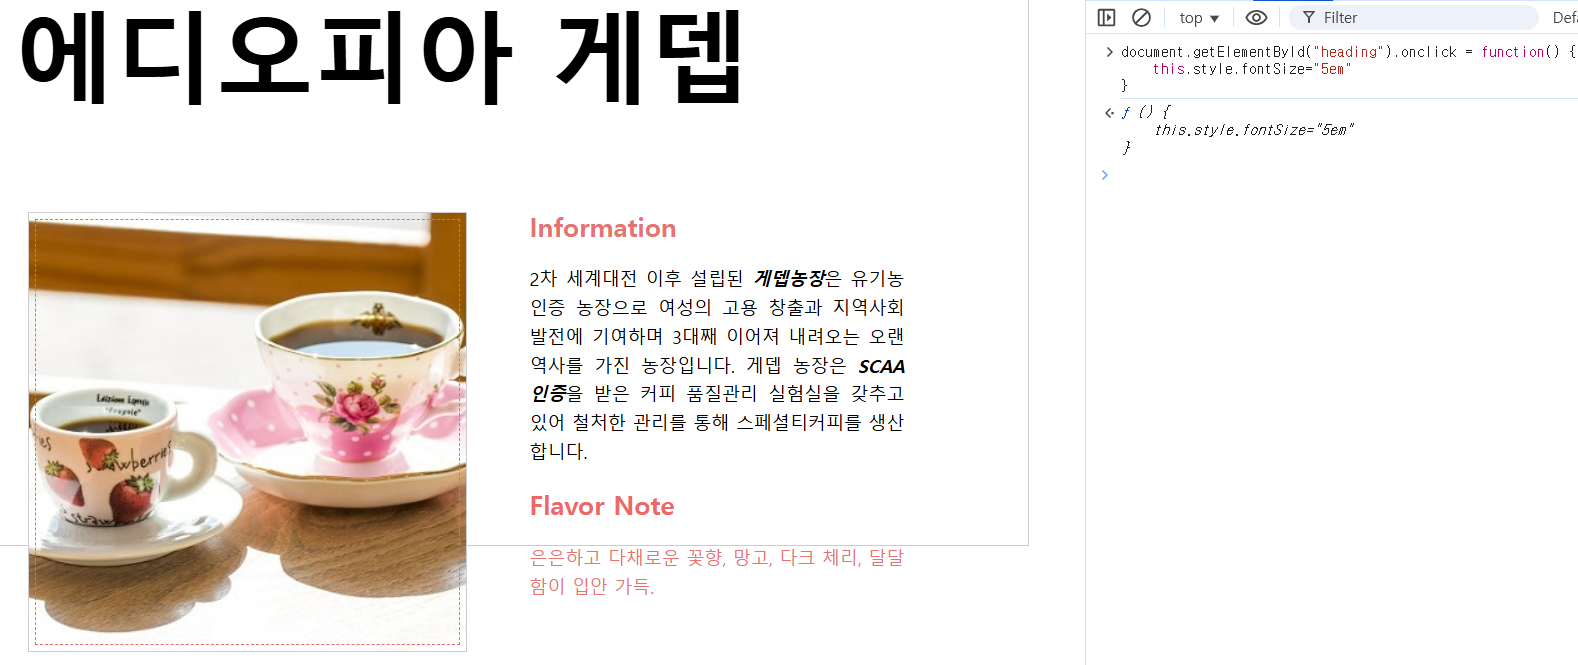 에디오피아 게뎁
Information
2차 세계대전 이후 설립된 게뎁농장은 유기농
인증 농장으로 여성의 고용 창출과 지역사회
발전에 기여하며 3대째 이어져 내려오는 오랜
역사를 가진 농장입니다. 게뎁 농장은 SCAA
인증을 받은 커피 품질관리 실험실을 갖추고
있어 철처한 관리를 통해 스페셜티커피를 생산
합니다.
Flavor Note
은은하고 다채로운 꽃향, 망고, 다크 체리, 달달
함이 입안 가득.
Edizione Espresso
"Fragole"
strawberries
straw
top ▼
Filter
Defa
> document.getElementById("heading").onclick = function() {
this.style.fontSize="5em"
}
ƒ () {
this.style.fontSize="5em"
}
>